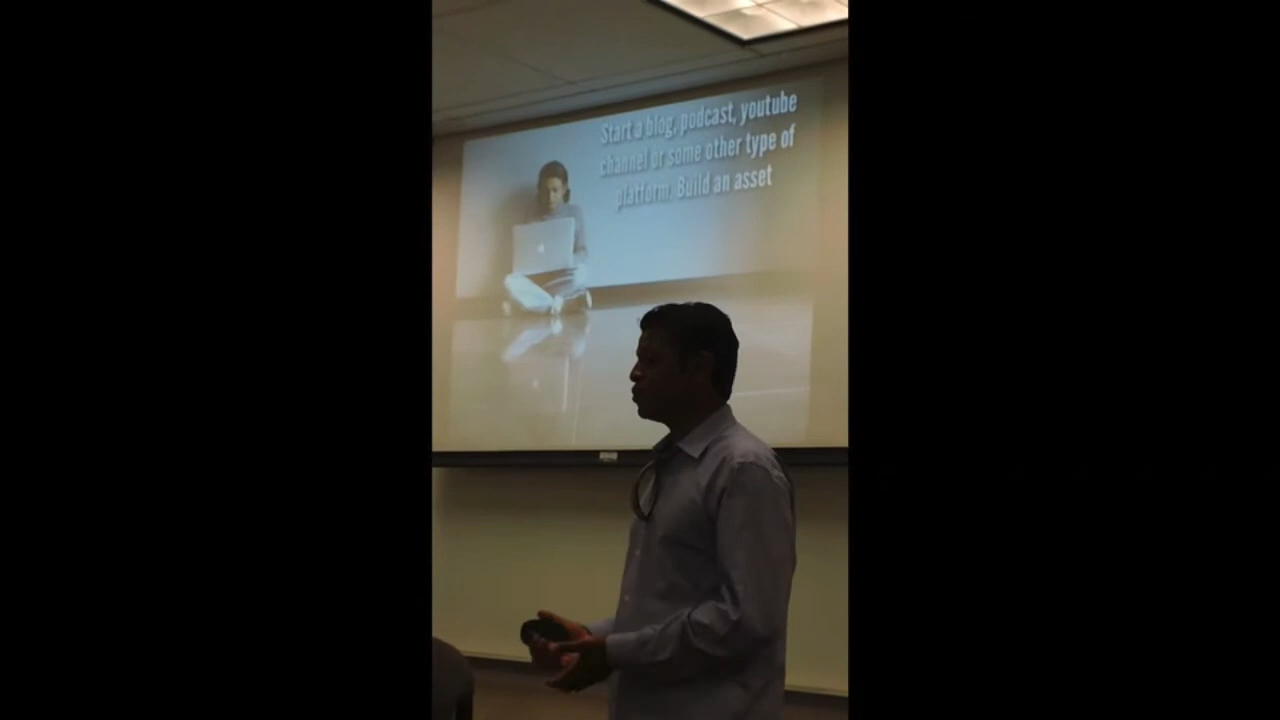 Start a blog, podcast, youtube
channel or some other type of
platform. Build an asset